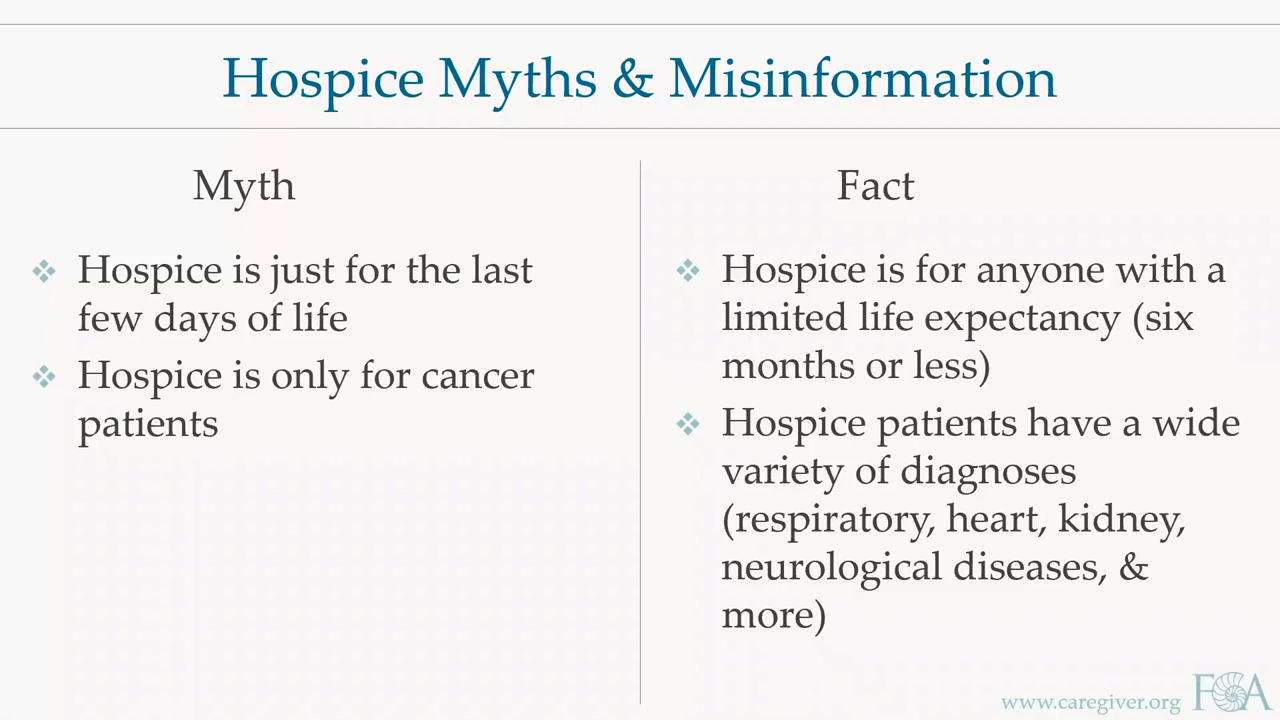 Hospice Myths & Misinformation
Myth
Hospice is just for the last
few days of life
Hospice is only for cancer
patients
Fact
Hospice is for anyone with a
limited life expectancy (six
months or less)
Hospice patients have a wide
variety of diagnoses
(respiratory, heart, kidney,
neurological diseases, &
more)
www.caregiver.org
FCA